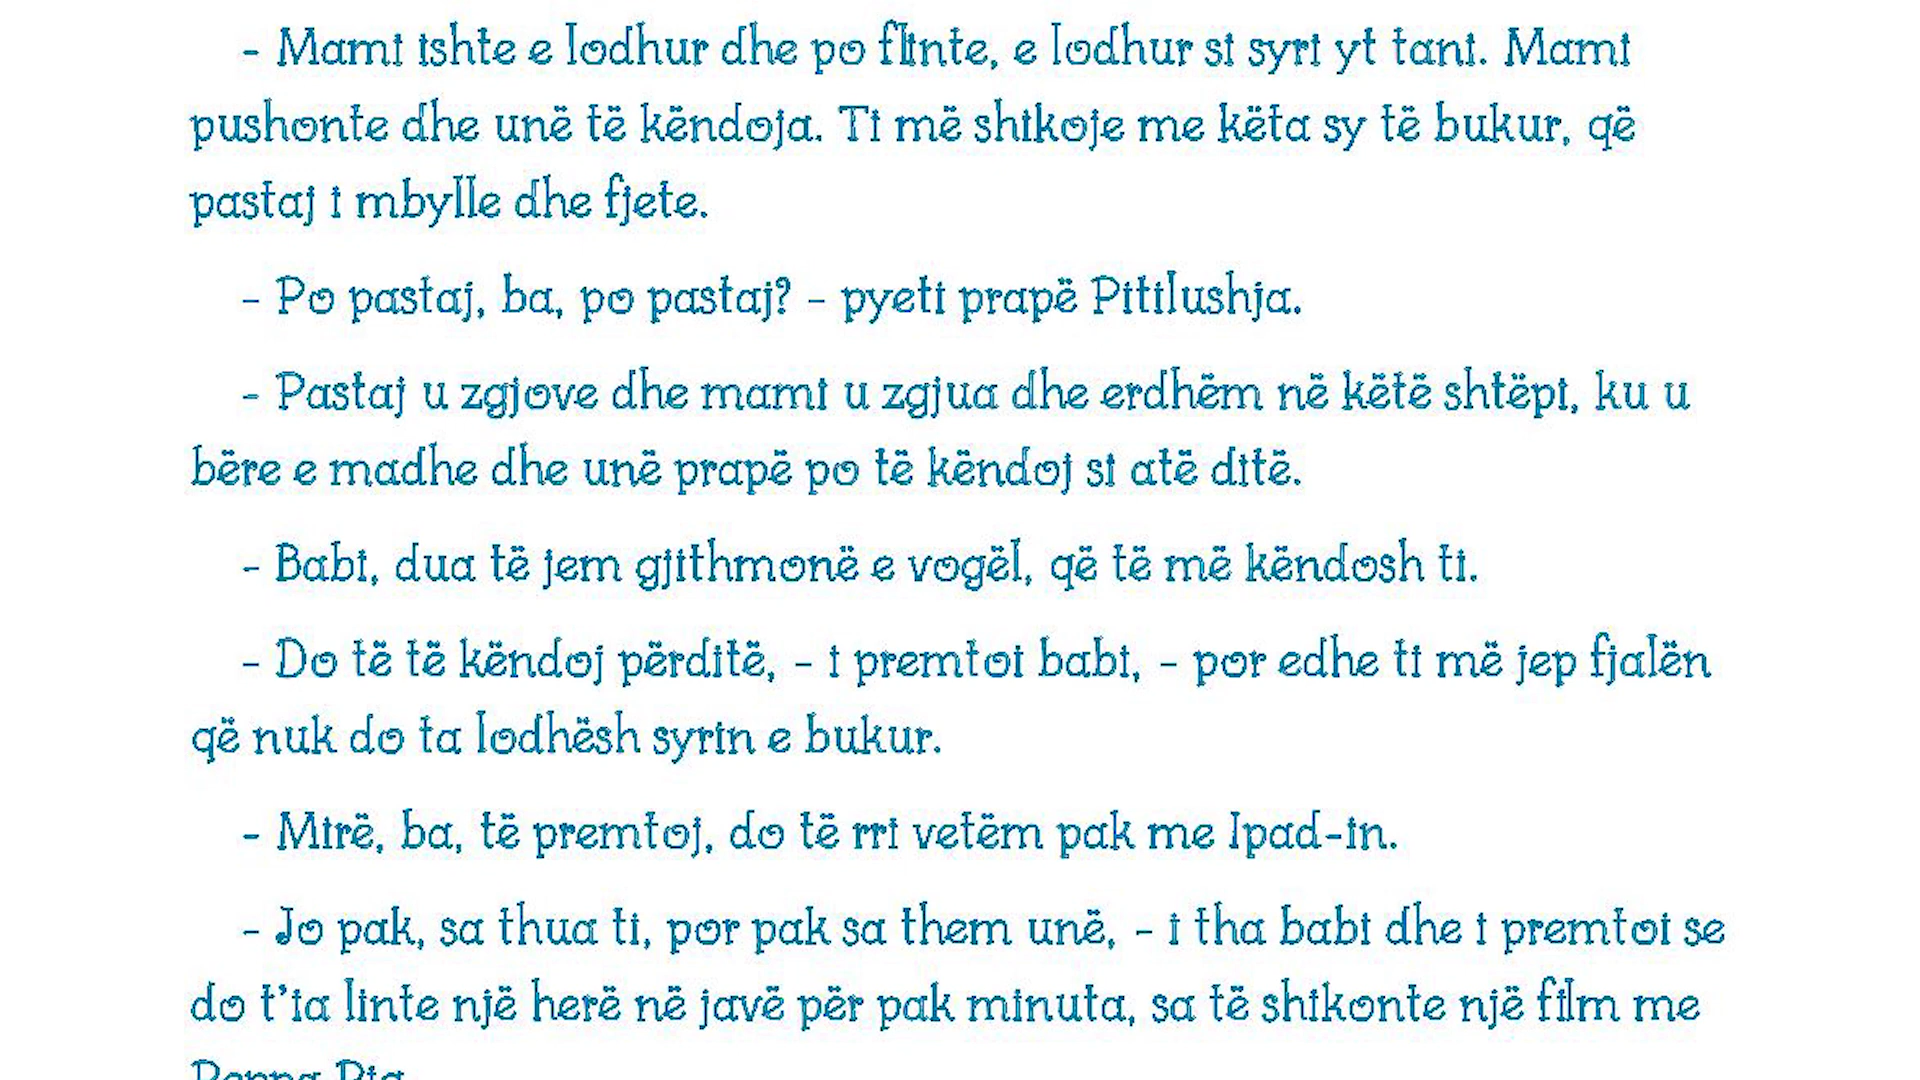 - Mami ishte e lodhur dhe po flinte, e lodhur si syri yt tani. Mami
pushonte dhe unë të këndoja. Ti më shikoje me këta sy të bukur, që
pastaj i mbylle dhe fjete.
- Po pastaj, ba, po pastaj? - pyeti prapë Pitilushja.
- Pastaj u zgjove dhe mami u zgjua dhe erdhëm në këtë shtëpi, ku u
bëre e madhe dhe unë prapë po të këndoj si atë ditë.
- Babi, dua të jem gjithmonë e vogël, që të më këndosh ti.
- Do të të këndoj përditë, - i premtoi babi, - por edhe ti më jep fjalën
që nuk do ta lodhësh syrin e bukur.
- Mirë, ba, të premtoj, do të rri vetëm pak me Ipad-in.
- Jo pak, sa thua ti, por pak sa them unë, - i tha babi dhe i premtoi se
do t'ia linte një herë në javë për pak minuta, sa të shikonte një film me